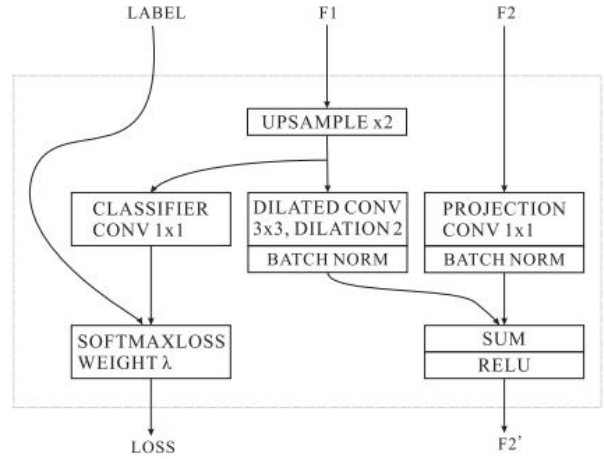 LABEL
F1
F2
UPSAMPLE x2
CLASSIFIER
CONV 1x1
DILATED CONV
3x3, DILATION 2
BATCH NORM
PROJECTION
CONV 1x1
BATCH NORM
SOFTMAXLOSS
WEIGHT λ
SUM
RELU
LOSS
F2'